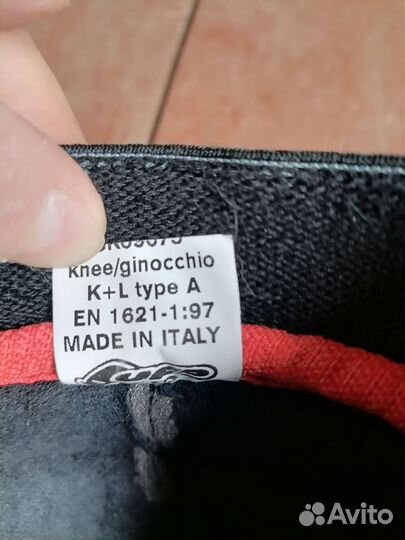 Knee/ginocchio
K+L type A
EN 1621-1:97
MADE IN ITALY
Avito